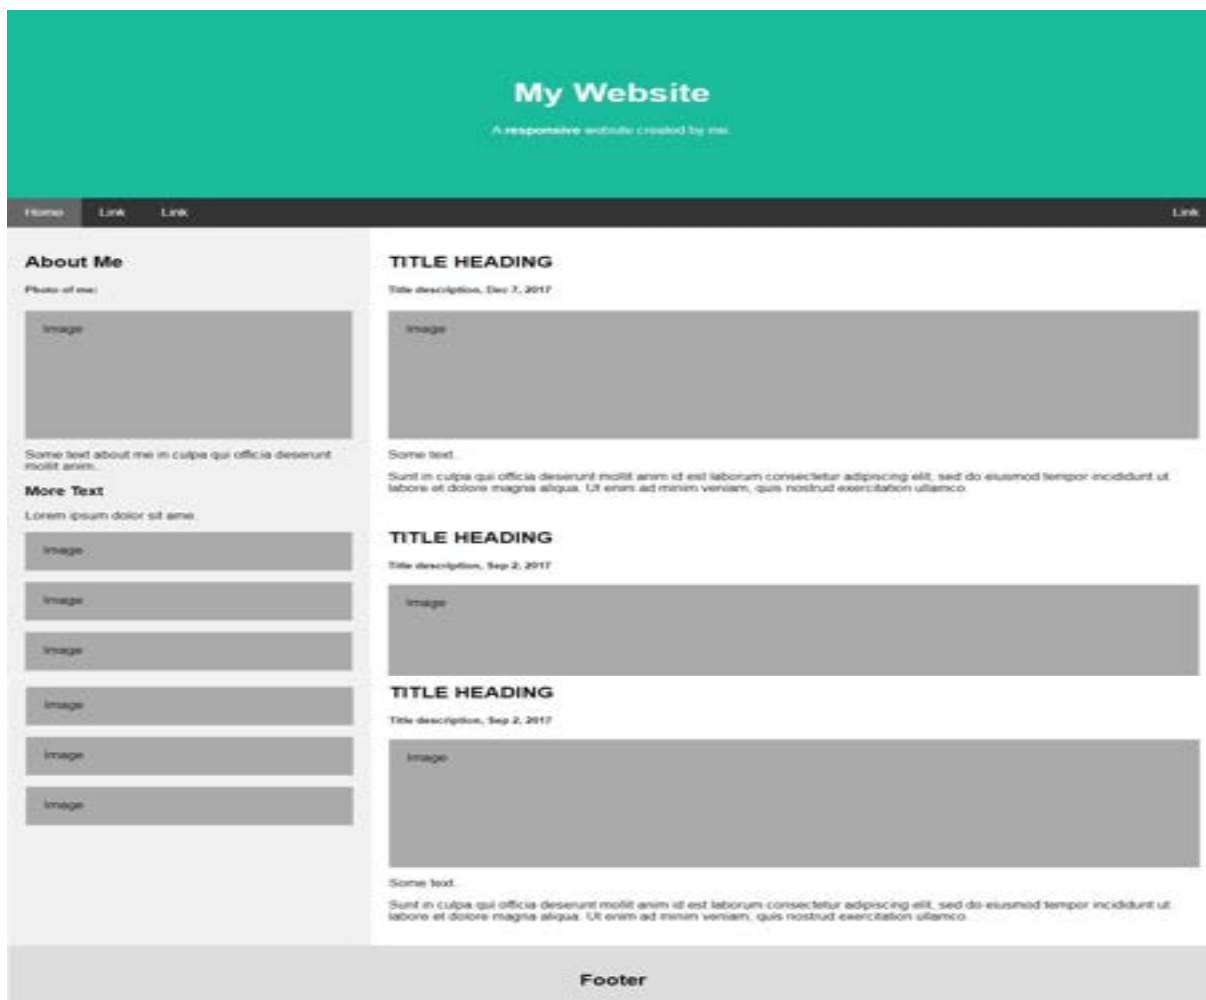 My Website
A responsive website created by me.
Home Link Link Link
About Me
Photo of me:
Image
Some text about me in culpa qui officia deserunt
mollit anim..
More Text
Lorem ipsum dolor sit ame.
Image
Image
Image
Image
Image
Image
TITLE HEADING
Title description, Dec 7, 2017
Image
Some text..
Sunt in culpa qui officia deserunt mollit anim id est laborum consectetur adipiscing elit, sed do eiusmod tempor incididunt ut
labore et dolore magna aliqua. Ut enim ad minim veniam, quis nostrud exercitation ullamco.
TITLE HEADING
Title description, Sep 2, 2017
Image
TITLE HEADING
Title description, Sep 2, 2017
Image
Some text..
Sunt in culpa qui officia deserunt mollit anim id est laborum consectetur adipiscing elit, sed do eiusmod tempor incididunt ut
labore et dolore magna aliqua. Ut enim ad minim veniam, quis nostrud exercitation ullamco.
Footer